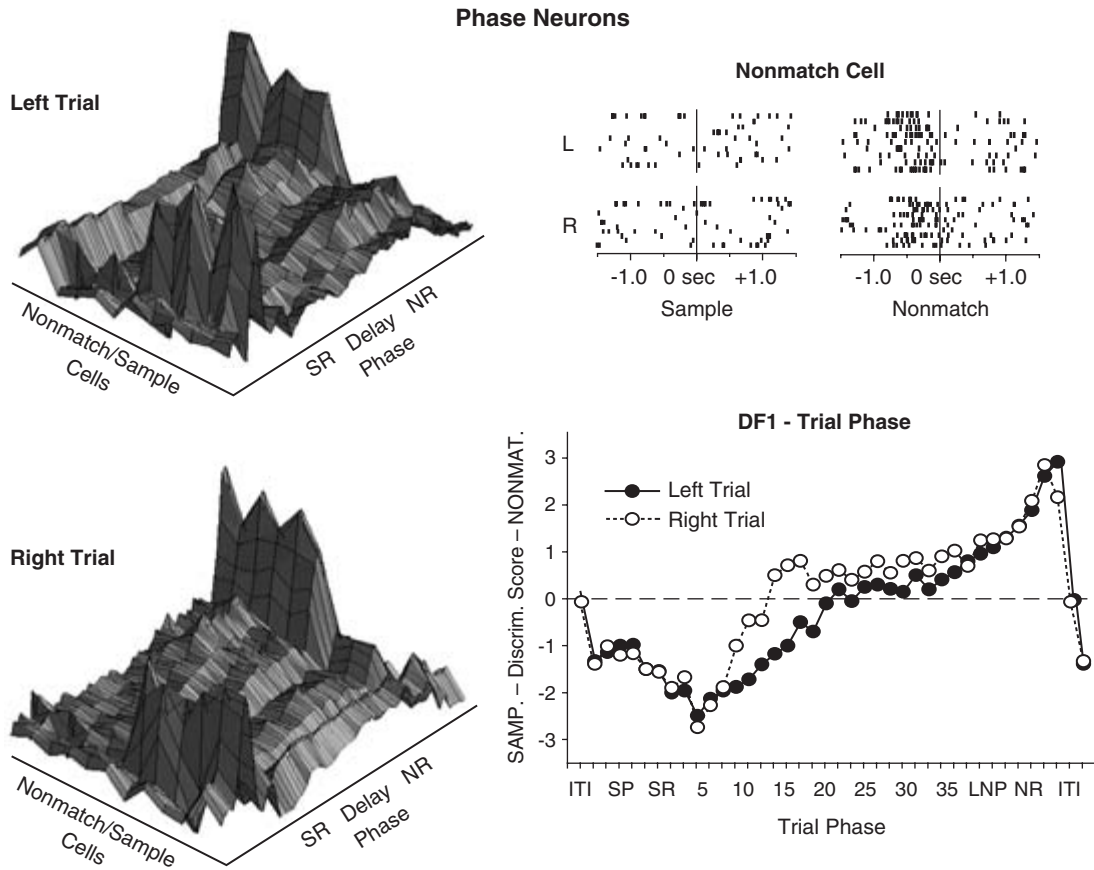 Phase Neurons
Left Trial
Nonmatch/Sample
Cells
SR Delay NR
Phase
Nonmatch Cell
L
R
-1.0 0 sec +1.0
Sample
-1.0 0 sec +1.0
Nonmatch
Right Trial
Nonmatch/Sample
Cells
SR Delay NR
Phase
DF1 - Trial Phase
SAMP. – Discrim. Score – NONMAT.
3
2
1
0
-1
-2
-3
Left Trial
Right Trial
ITI SP SR 5 10 15 20 25 30 35 LNP NR ITI
Trial Phase